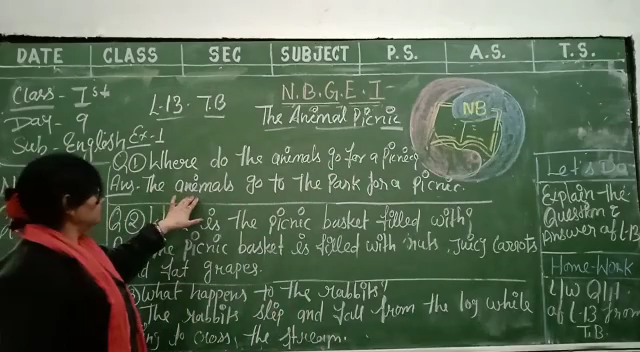 DATE CLASS SEC SUBJECT P.S. A.S. T.S.
Class - Ist
Day - 9
Sub - English
L.13. T.B
N.B.G.E.I
The Animal Picnic
NB
Ex-1
Q① Where do the animals go for a picnic
Ans. The animals go to the Park for a picnic.
Q② is the picnic basket filled with?
picnic basket is filled with nuts, juicy carrots
fat grapes.
What happens to the rabbits?
The rabbits slip and fall from the log while
to cross the stream.
Let's Do
Explain the
Question &
answer of L-13
Home-Work
L/W Q1,
of L-13 from
T.B.